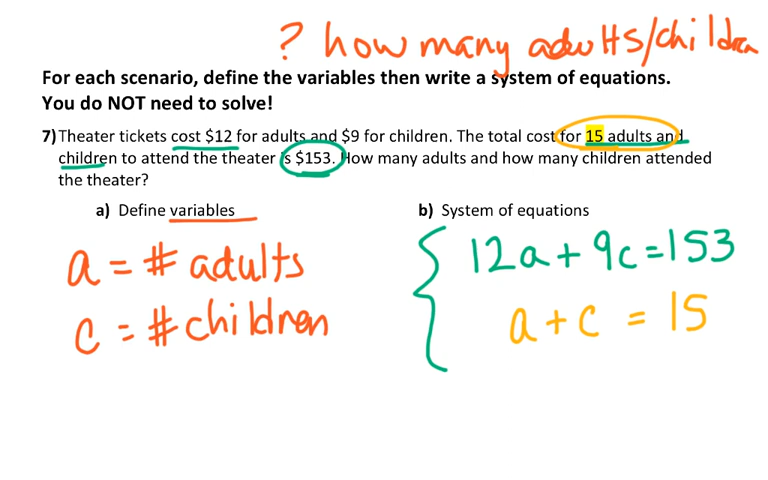 ? how many adults/children
For each scenario, define the variables then write a system of equations.
You do NOT need to solve!
7) Theater tickets cost $12 for adults and $9 for children. The total cost for 15 adults and
children to attend the theater is $153. How many adults and how many children attended
the theater?
a) Define variables
b) System of equations
a = # adults
c = # children
12a + 9c = 153
a + c = 15